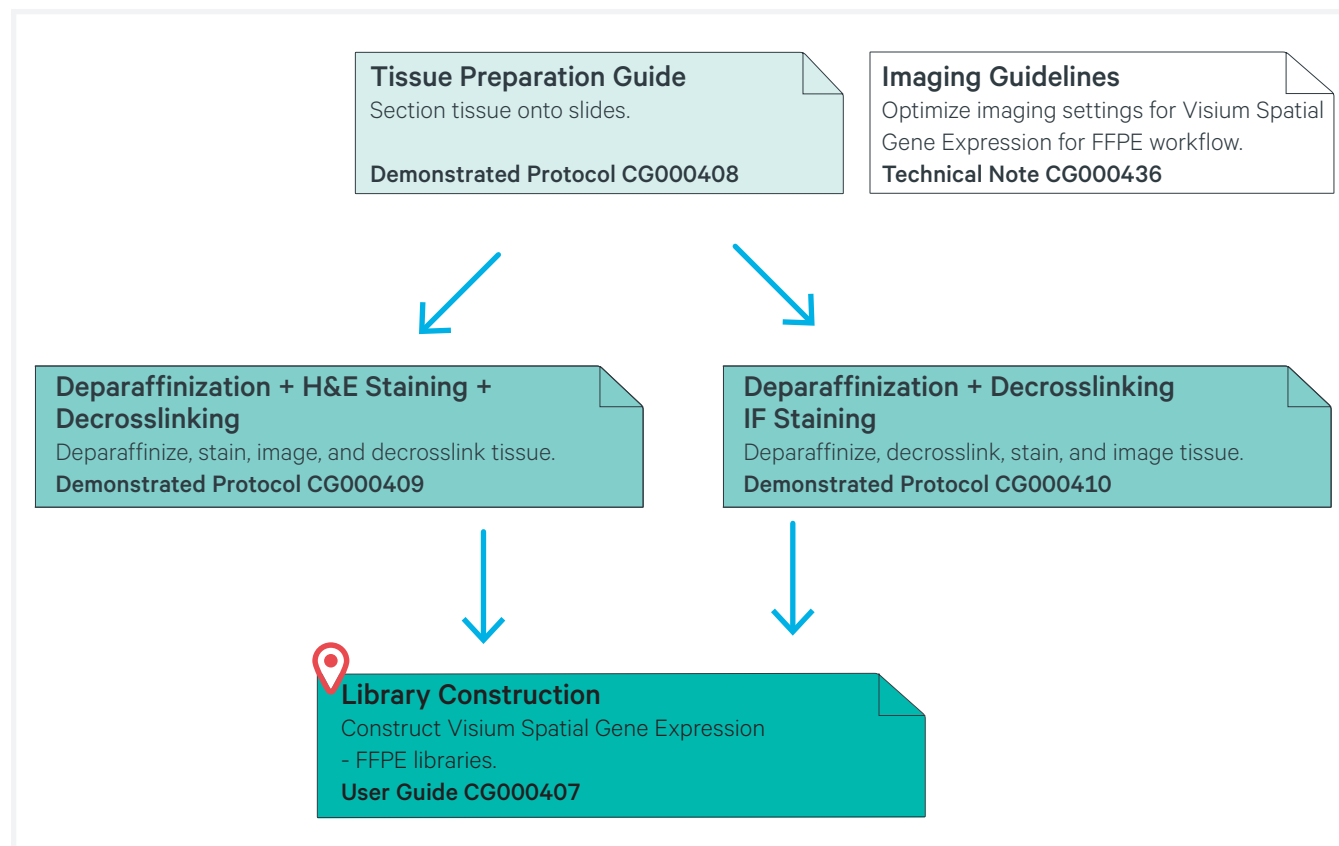 Tissue Preparation Guide
Section tissue onto slides.
Demonstrated Protocol CG000408
Imaging Guidelines
Optimize imaging settings for Visium Spatial
Gene Expression for FFPE workflow.
Technical Note CG000436
Deparaffinization + H&E Staining +
Decrosslinking
Deparaffinize, stain, image, and decrosslink tissue.
Demonstrated Protocol CG000409
Deparaffinization + Decrosslinking
IF Staining
Deparaffinize, decrosslink, stain, and image tissue.
Demonstrated Protocol CG000410
Library Construction
Construct Visium Spatial Gene Expression
- FFPE libraries.
User Guide CG000407